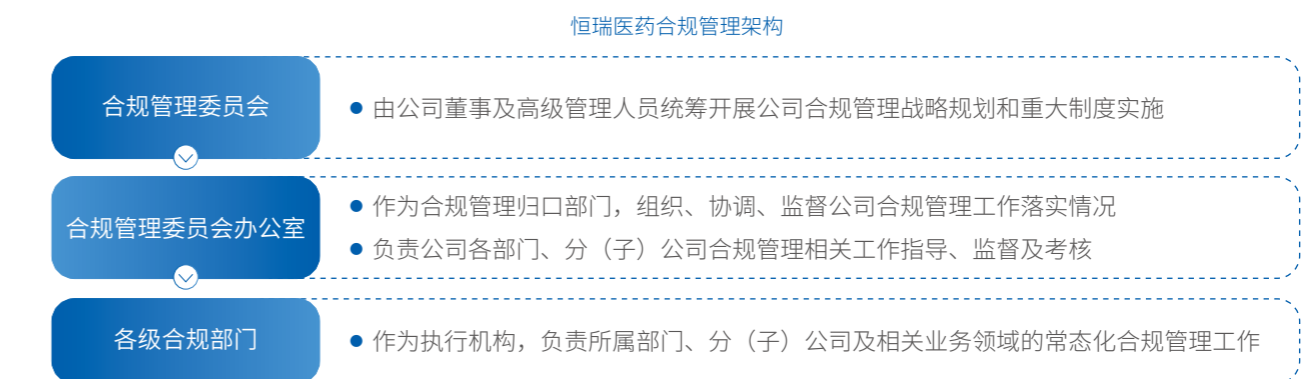 恒瑞医药合规管理架构
合规管理委员会
● 由公司董事及高级管理人员统筹开展公司合规管理战略规划和重大制度实施
合规管理委员会办公室
● 作为合规管理归口部门，组织、协调、监督公司合规管理工作落实情况
● 负责公司各部门、分（子）公司合规管理相关工作指导、监督及考核
各级合规部门
● 作为执行机构，负责所属部门、分（子）公司及相关业务领域的常态化合规管理工作